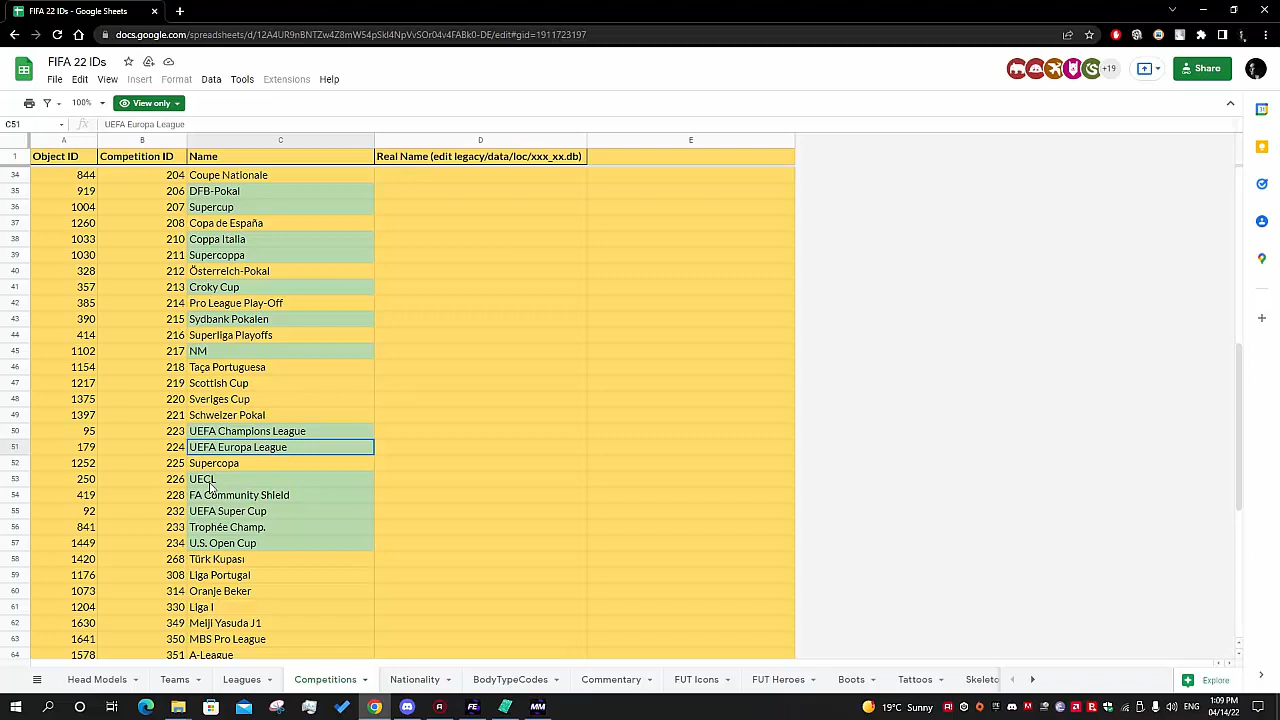 FIFA 22 IDs - Google Sheets
docs.google.com/spreadsheets/d/12A4UR9nBNTZw4Z8mW54pSkI4NpVvSOr04v4FABk0-DE/edit#gid=1911723197
FIFA 22 IDs
File Edit View Insert Format Data Tools Extensions Help
+19
Share
100% View only
C51 fx UEFA Europa League
A B C D E
1 Object ID Competition ID Name Real Name (edit legacy/data/loc/xxx_xx.db)
34 844 204 Coupe Nationale
35 919 206 DFB-Pokal
36 1004 207 Supercup
37 1260 208 Copa de España
38 1033 210 Coppa Italia
39 1030 211 Supercoppa
40 328 212 Österreich-Pokal
41 357 213 Croky Cup
42 385 214 Pro League Play-Off
43 390 215 Sydbank Pokalen
44 414 216 Superliga Playoffs
45 1102 217 NM
46 1154 218 Taça Portuguesa
47 1217 219 Scottish Cup
48 1375 220 Sveriges Cup
49 1397 221 Schweizer Pokal
50 95 223 UEFA Champions League
51 179 224 UEFA Europa League
52 1252 225 Supercopa
53 250 226 UECL
54 419 228 FA Community Shield
55 92 232 UEFA Super Cup
56 841 233 Trophée Champ.
57 1449 234 U.S. Open Cup
58 1420 268 Türk Kupası
59 1176 308 Liga Portugal
60 1073 314 Oranje Beker
61 1204 330 Liga I
62 1630 349 Meiji Yasuda J1
63 1641 350 MBS Pro League
64 1578 351 A-League
Head Models Teams Leagues Competitions Nationality BodyTypeCodes Commentary FUT Icons FUT Heroes Boots Tattoos Skeleto
Explore
19°C Sunny
ENG
1:09 PM
04/14/22